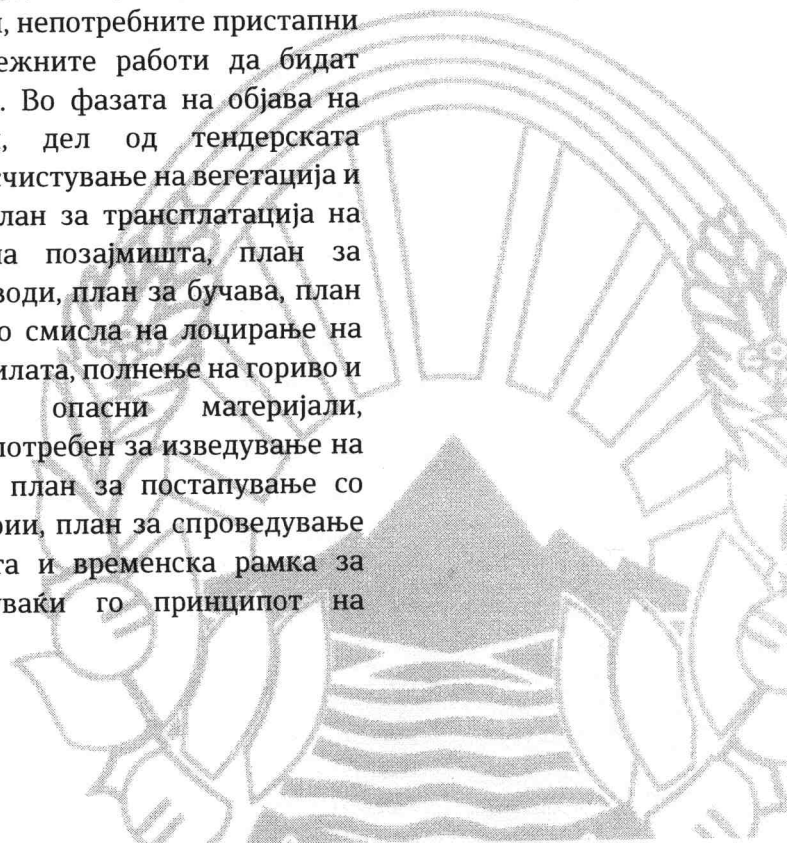 , непотребните пристапни
ежните работи да бидат
. Во фазата на објава на
, дел од тендерската
чистување на вегетација и
лан за трансплатација на
на позајмишта, план за
води, план за бучава, план
о смисла на лоцирање на
илата, полнење на гориво и
опасни материјали,
потребен за изведување на
план за постапување со
рии, план за спроведување
та и временска рамка за
ваќи го принципот на